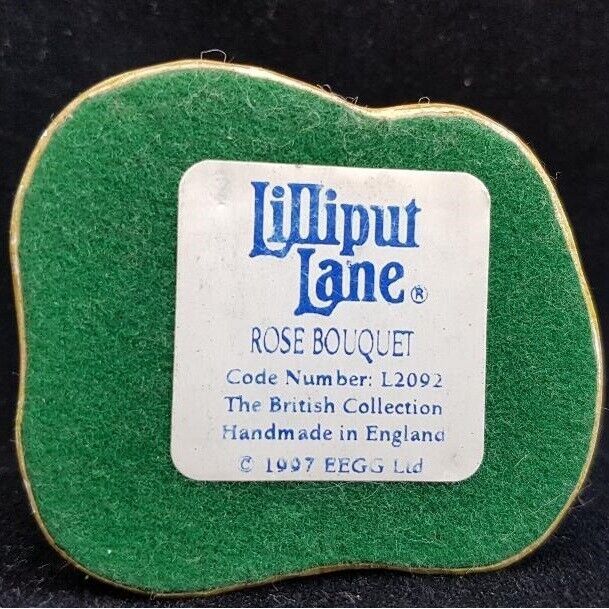 Lilliput
Lane®
ROSE BOUQUET
Code Number: L2092
The British Collection
Handmade in England
© 1997 EEGG Ltd